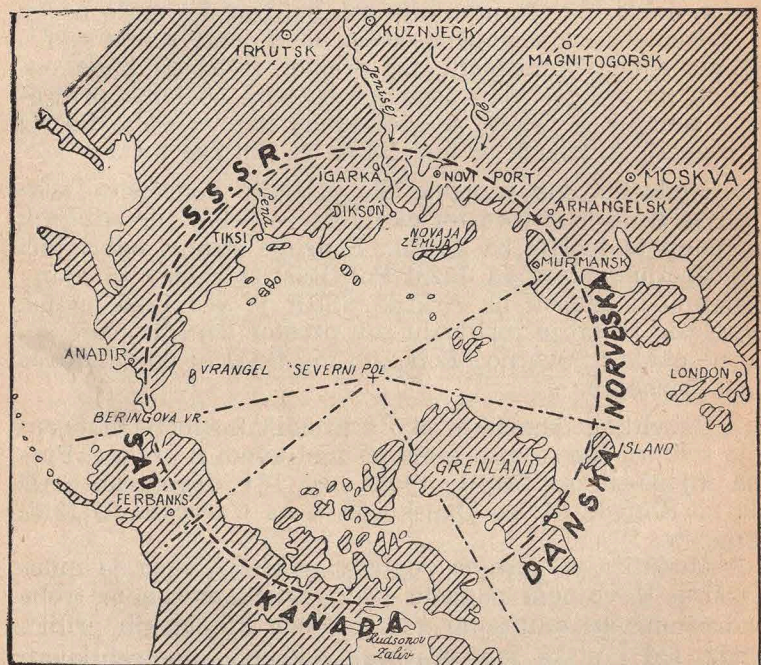 KUZNJECK
IRKUTSK
MAGNITOGORSK
Jenisej
Ob
S.S.S.R.
IGARKA
NOVI PORT
MOSKVA
Lena
DIKSON
ARHANGELSK
TIKSI
NOVAJA
ZEMLJA
MURMANSK
NORVEŠKA
ANADIR
VRANGEL
SEVERNI POL
LONDON
BERINGOVA VR.
SAD
GRENLAND
ISLAND
FERBANKS
DANSKA
KANADA
Hudsonov
Zaliv